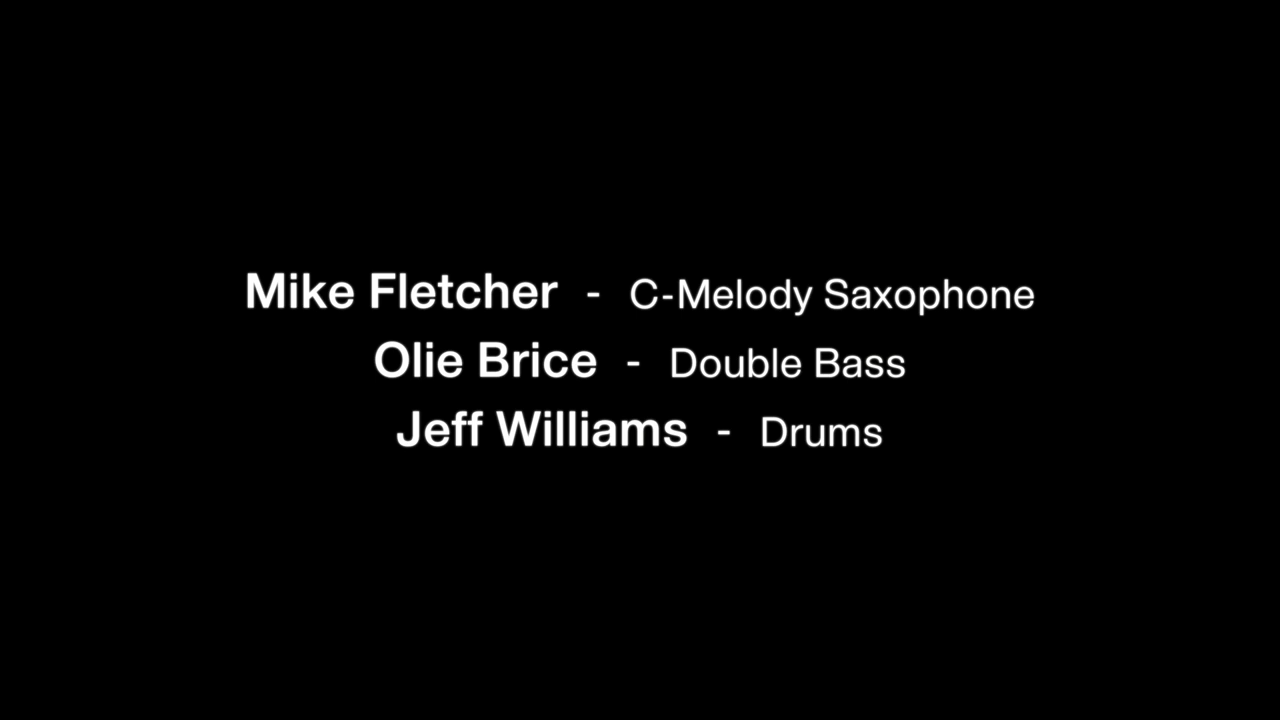 Mike Fletcher - C-Melody Saxophone
Olie Brice - Double Bass
Jeff Williams - Drums